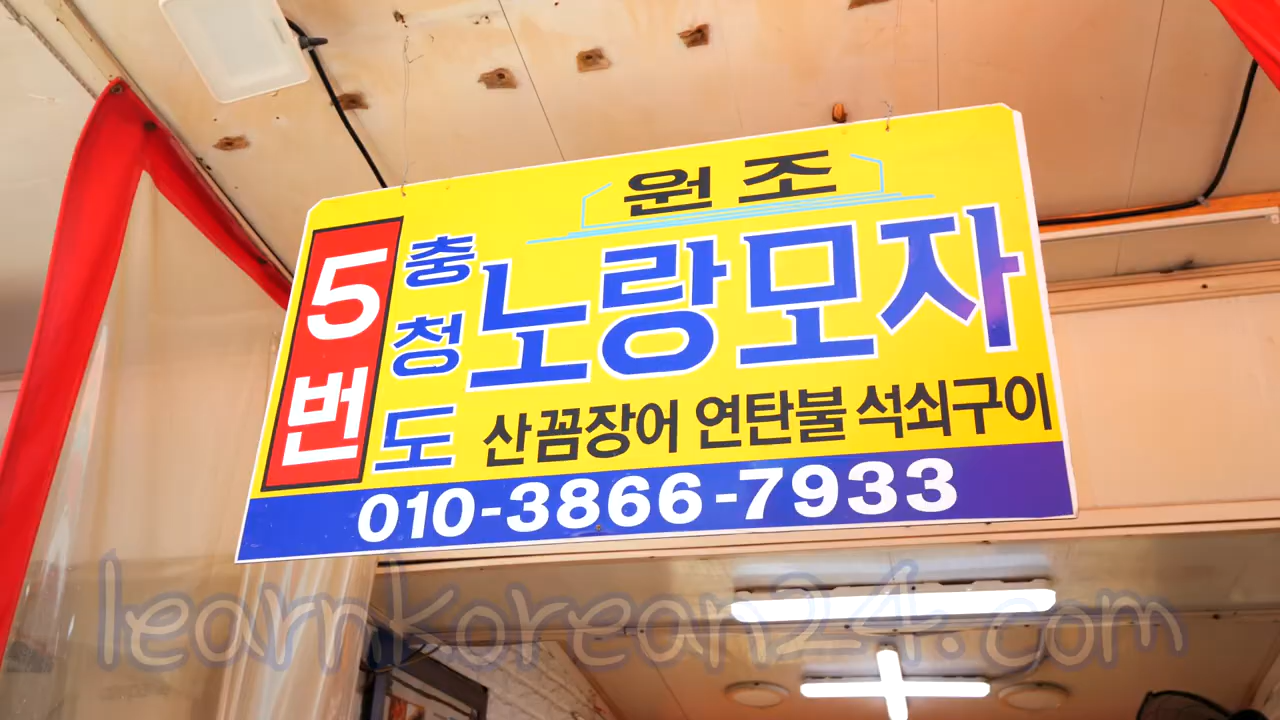 원조
5번
충청도
노랑모자
산꼼장어 연탄불 석쇠구이
010-3866-7933
learnkorean24.com